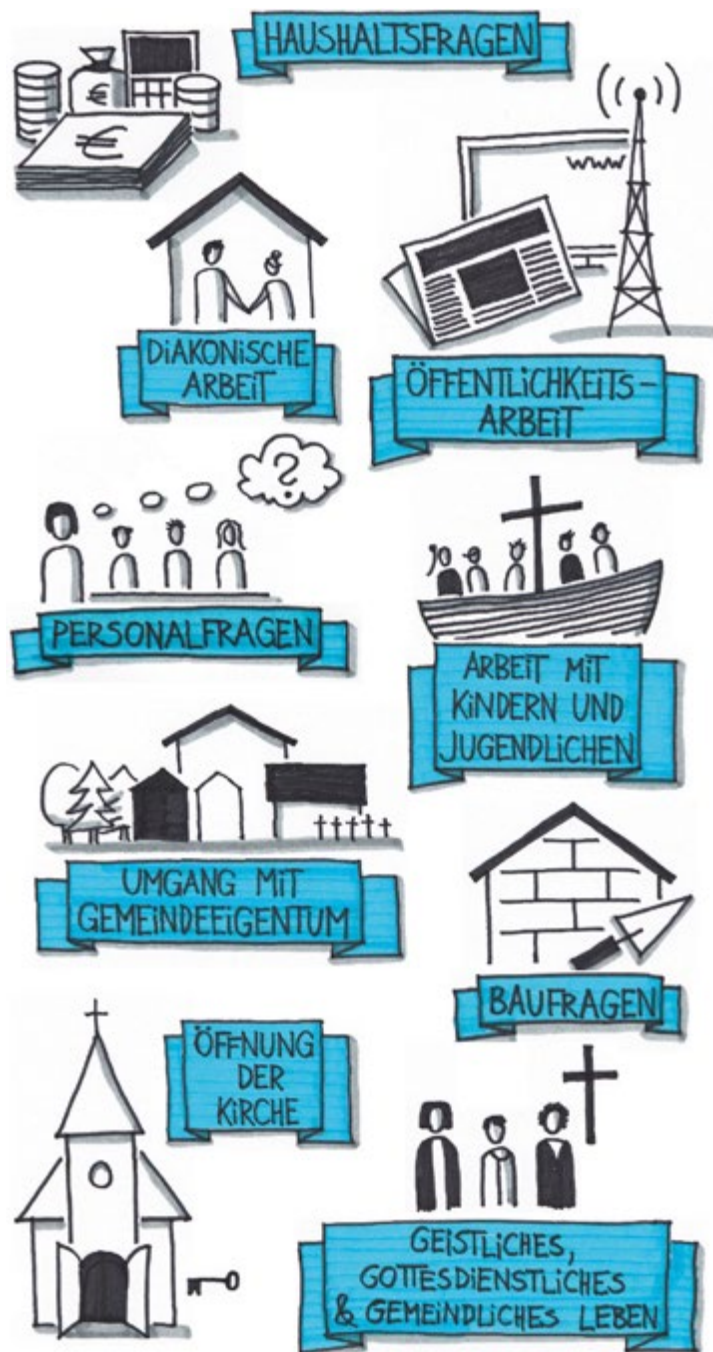 HAUSHALTSFRAGEN
€
€
www
DIAKONISCHE
ARBEIT
ÖFFENTLICHKEITS-
ARBEIT
?
PERSONALFRAGEN
ARBEIT MIT
KINDERN UND
JUGENDLICHEN
UMGANG MIT
GEMEINDEEIGENTUM
BAUFRAGEN
ÖFFNUNG
DER
KIRCHE
GEISTLICHES,
GOTTESDIENSTLICHES
& GEMEINDLICHES LEBEN